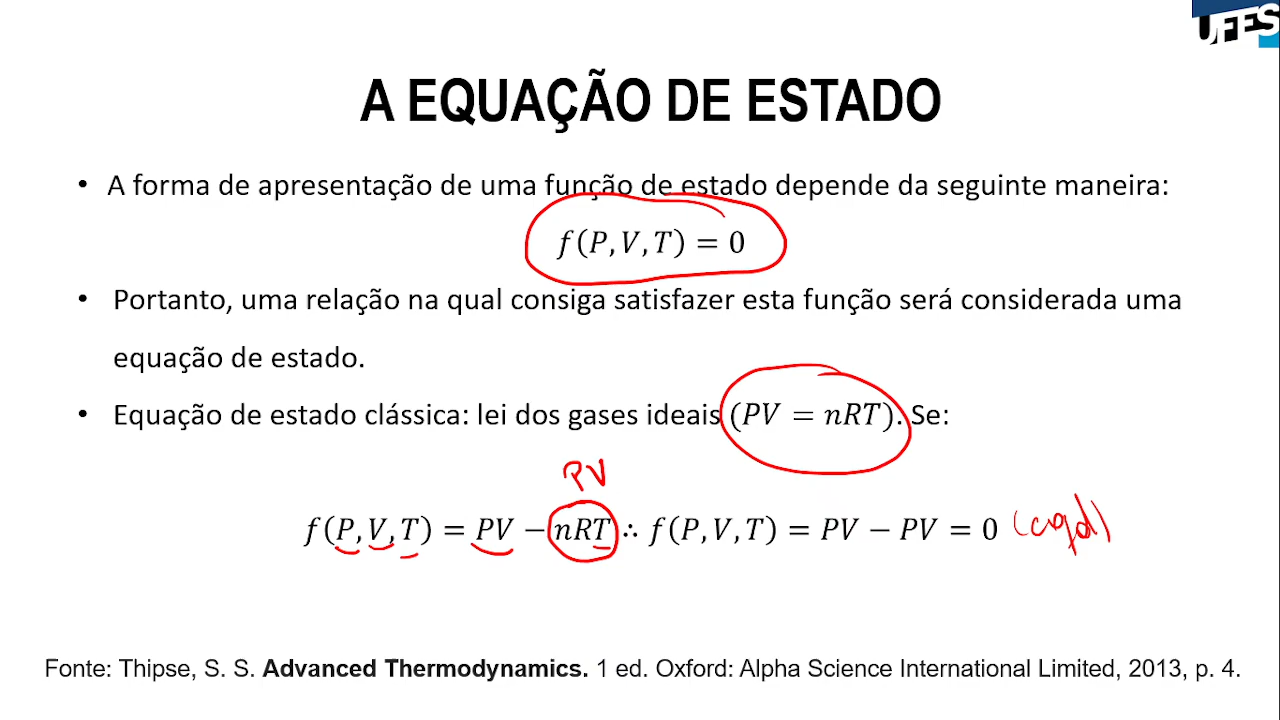 UFES
A EQUAÇÃO DE ESTADO
• A forma de apresentação de uma função de estado depende da seguinte maneira:
f(P, V, T) = 0
• Portanto, uma relação na qual consiga satisfazer esta função será considerada uma
equação de estado.
• Equação de estado clássica: lei dos gases ideais (PV = nRT). Se:
PV
f(P, V, T) = PV − nRT ∴ f(P, V, T) = PV − PV = 0 (cqd)
Fonte: Thipse, S. S. Advanced Thermodynamics. 1 ed. Oxford: Alpha Science International Limited, 2013, p. 4.